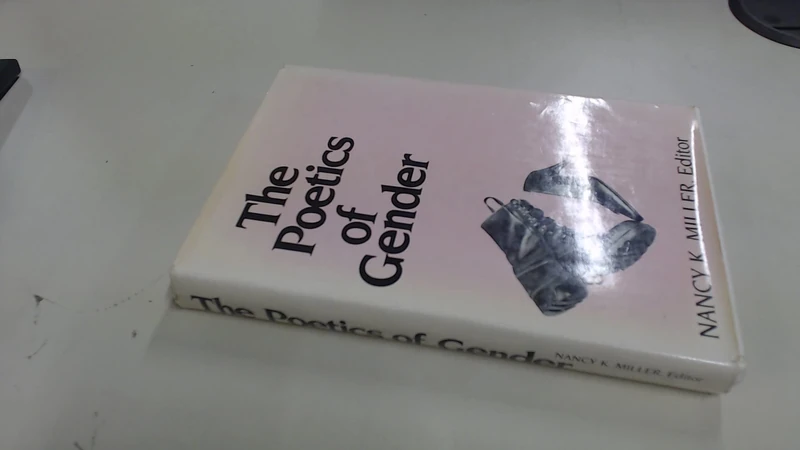 The
Poetics
of
Gender
NANCY K. MILLER, Editor
The Poetics of Gender
NANCY K. MILLER, Editor